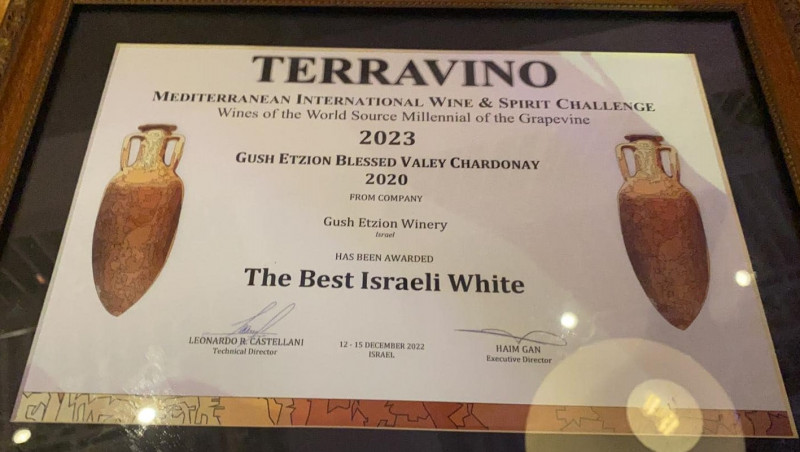 TERRAVINO
MEDITERRANEAN INTERNATIONAL WINE & SPIRIT CHALLENGE
Wines of the World Source Millennial of the Grapevine
2023
GUSH ETZION BLESSED VALEY CHARDONAY
2020
FROM COMPANY
Gush Etzion Winery
Israel
HAS BEEN AWARDED
The Best Israeli White
LEONARDO R. CASTELLANI
Technical Director
12 - 15 DECEMBER 2022
ISRAEL
HAIM GAN
Executive Director